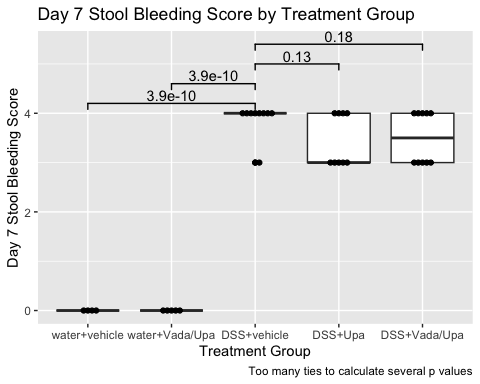 Day 7 Stool Bleeding Score by Treatment Group
0.18
0.13
3.9e-10
3.9e-10
4
2
0
Day 7 Stool Bleeding Score
water+vehicle water+Vada/Upa DSS+vehicle DSS+Upa DSS+Vada/Upa
Treatment Group
Too many ties to calculate several p values